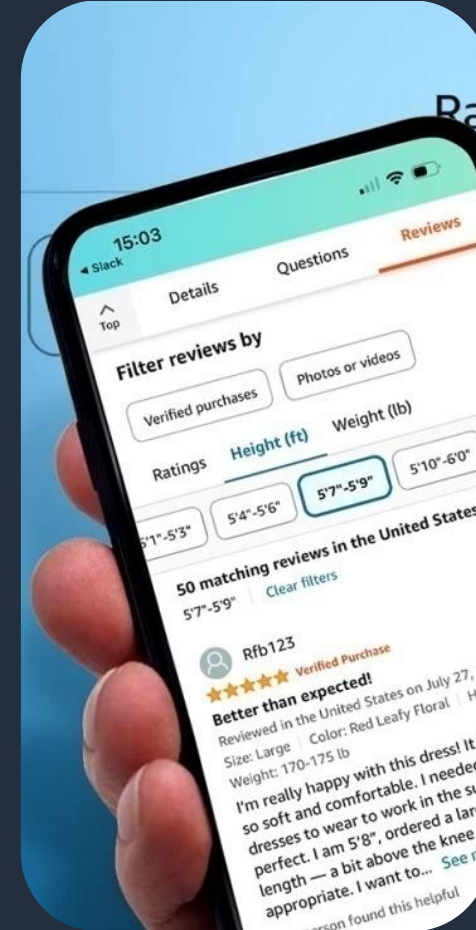 15:03
Slack
Top
Details
Questions
Reviews
Filter reviews by
Verified purchases
Photos or videos
Ratings
Height (ft)
Weight (lb)
5'1"-5'3"
5'4"-5'6"
5'7"-5'9"
5'10"-6'0"
50 matching reviews in the United States
5'7"-5'9" Clear filters
Rfb123
Verified Purchase
Better than expected!
Reviewed in the United States on July 27,
Size: Large Color: Red Leafy Floral
Weight: 170-175 lb
I'm really happy with this dress! It
so soft and comfortable. I needed
dresses to wear to work in the
perfect. I am 5'8", ordered a
length — a bit above the knee
appropriate. I want to... See
found this helpful